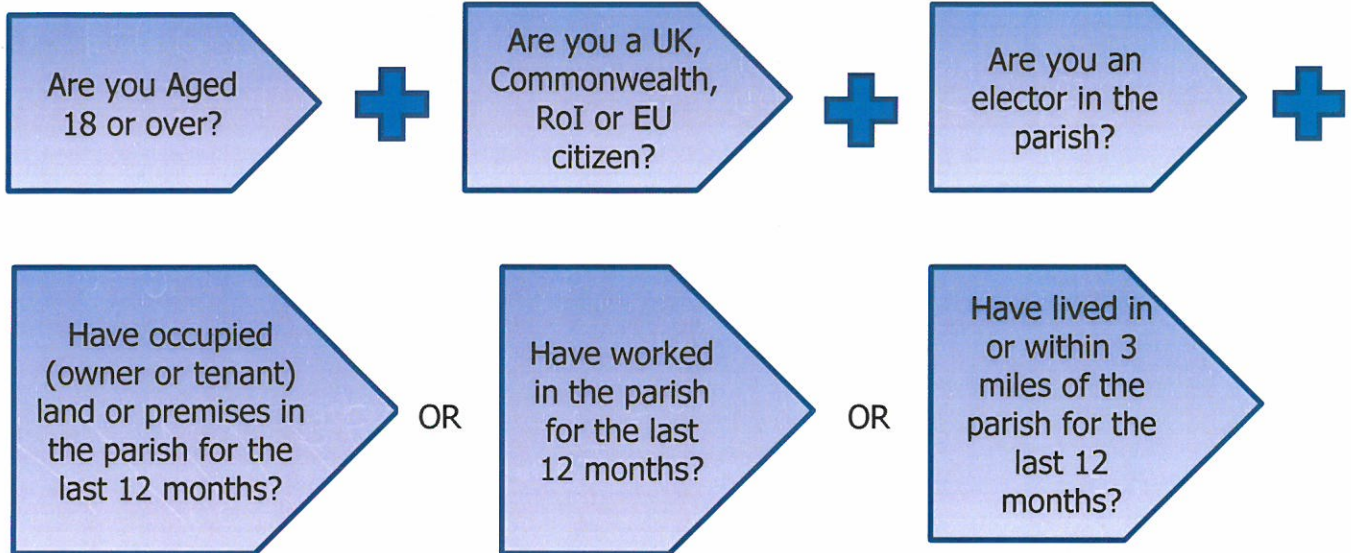 Are you Aged
18 or over?
Are you a UK,
Commonwealth,
RoI or EU
citizen?
Are you an
elector in the
parish?
Have occupied
(owner or tenant)
land or premises in
the parish for the
last 12 months?
OR
Have worked
in the parish
for the last
12 months?
OR
Have lived in
or within 3
miles of the
parish for the
last 12
months?